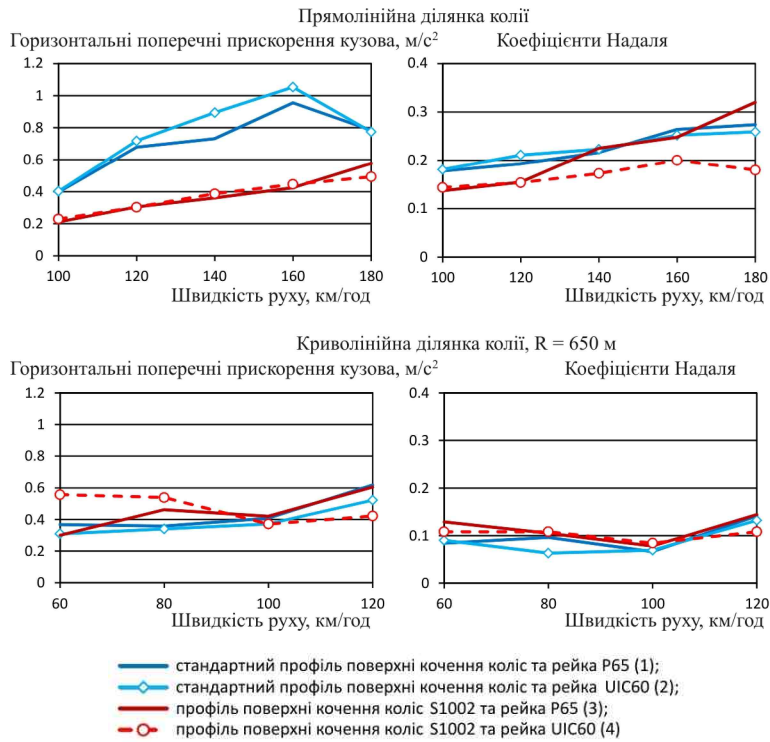 Прямолінійна ділянка колії
Горизонтальні поперечні прискорення кузова, м/с²
Коефіцієнти Надаля
1.2
1
0.8
0.6
0.4
0.2
0
100 120 140 160 180
Швидкість руху, км/год
0.4
0.3
0.2
0.1
0
100 120 140 160 180
Швидкість руху, км/год
Криволінійна ділянка колії, R = 650 м
Горизонтальні поперечні прискорення кузова, м/с²
Коефіцієнти Надаля
1.2
1
0.8
0.6
0.4
0.2
0
60 80 100 120
Швидкість руху, км/год
0.4
0.3
0.2
0.1
0
60 80 100 120
Швидкість руху, км/год
стандартний профіль поверхні кочення коліс та рейка Р65 (1);
стандартний профіль поверхні кочення коліс та рейка UIC60 (2);
профіль поверхні кочення коліс S1002 та рейка Р65 (3);
профіль поверхні кочення коліс S1002 та рейка UIC60 (4)